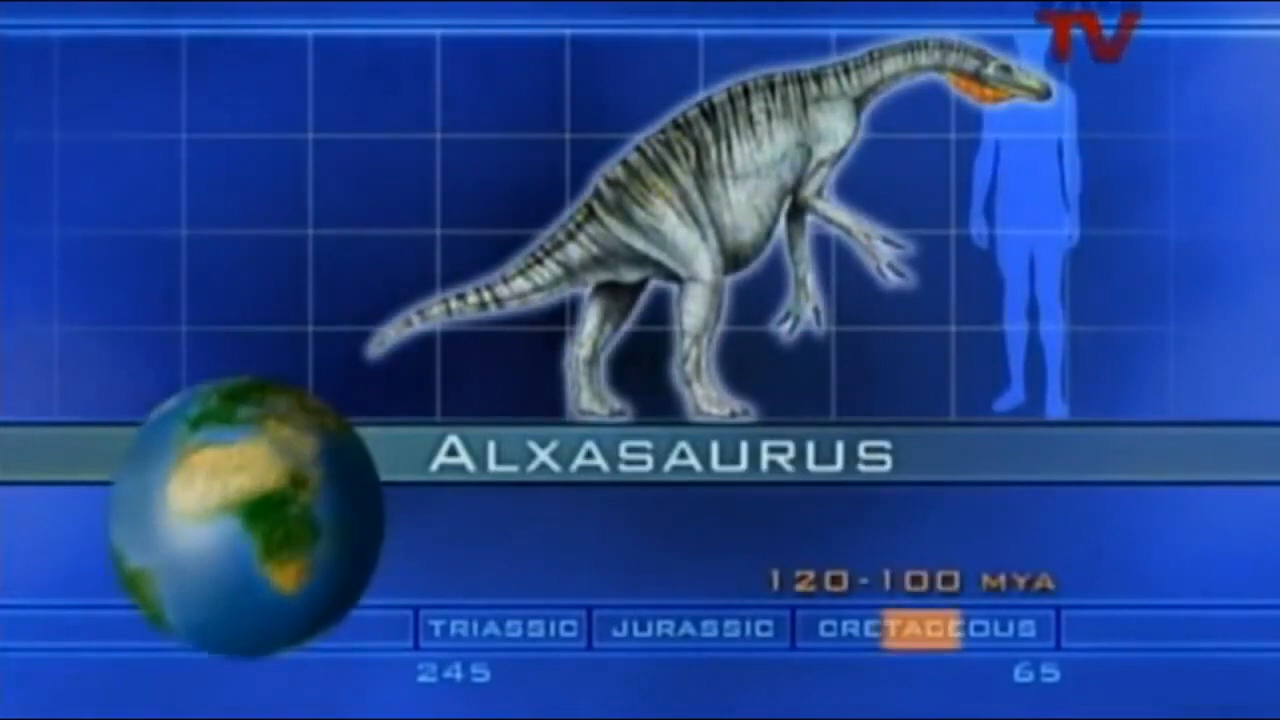 TV
ALXASAURUS
120-100 MYA
TRIASSIC JURASSIC CRETACEOUS
245 65